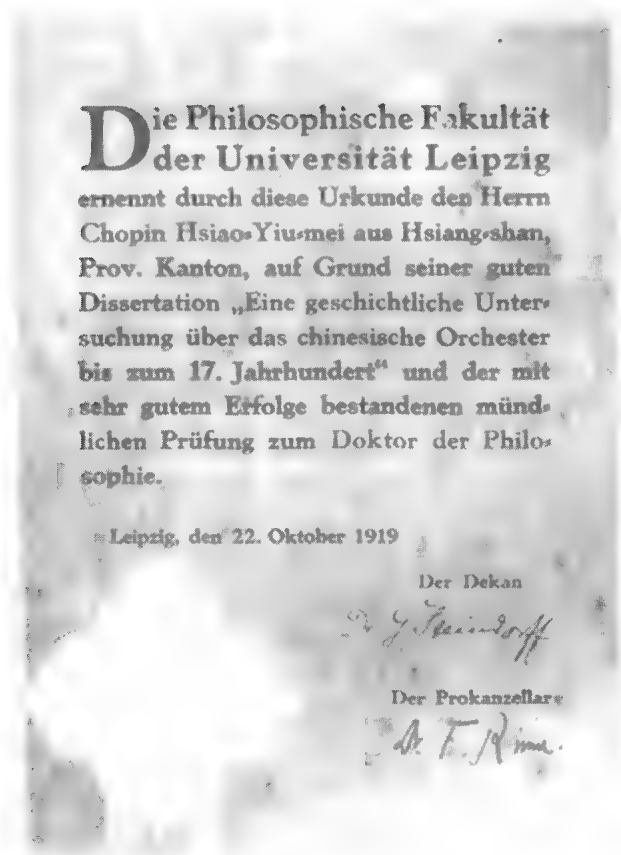 Die Philosophische Fakultät
der Universität Leipzig
ernennt durch diese Urkunde den Herrn
Chopin Hsiao-Yiu-mei aus Hsiang-shan,
Prov. Kanton, auf Grund seiner guten
Dissertation „Eine geschichtliche Unter-
suchung über das chinesische Orchester
bis zum 17. Jahrhundert“ und der mit
sehr gutem Erfolge bestandenen münd-
lichen Prüfung zum Doktor der Philo-
sophie.
Leipzig, den 22. Oktober 1919
Der Dekan
G. Steindorff
Der Prokanzellar
Dr. F. Rinne.